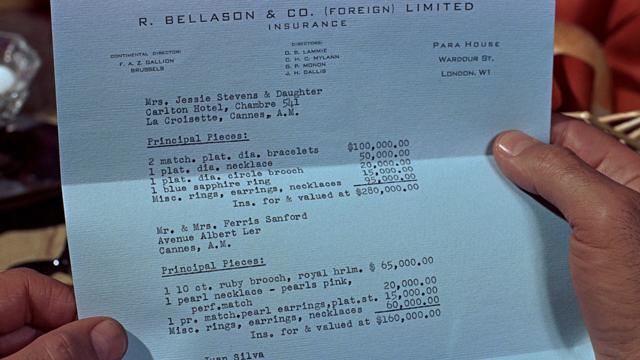 R. BELLASON & CO. (FOREIGN) LIMITED
INSURANCE
CONTINENTAL DIRECTOR:
F. A. Z. GALLION
BRUSSELS
DIRECTORS:
D. B. LAMMIE
C. H. C. MYLANN
G. P. MONON
J. H. DALLIS
PARA HOUSE
WARDOUR ST,
LONDON. W1
Mrs. Jessie Stevens & Daughter
Carlton Hotel, Chambre 541
La Croisette, Cannes, A.M.
Principal Pieces:
2 match. plat. dia. bracelets $100,000.00
1 plat. dia. necklace 50,000.00
1 plat. dia. circle brooch 20,000.00
1 blue sapphire ring 15,000.00
Misc. rings, earrings, necklaces 95,000.00
Ins. for & valued at $280,000.00
Mr. & Mrs. Ferris Sanford
Avenue Albert Ler
Cannes, A.M.
Principal Pieces:
1 10 ct. ruby brooch, royal hrlm. $ 65,000.00
1 pearl necklace - pearls pink,
perf.match 20,000.00
1 pr. match.pearl earrings,plat.st. 15,000.00
Misc. rings, earrings, necklaces 60,000.00
Ins. for & valued at $160,000.00
Juan Silva